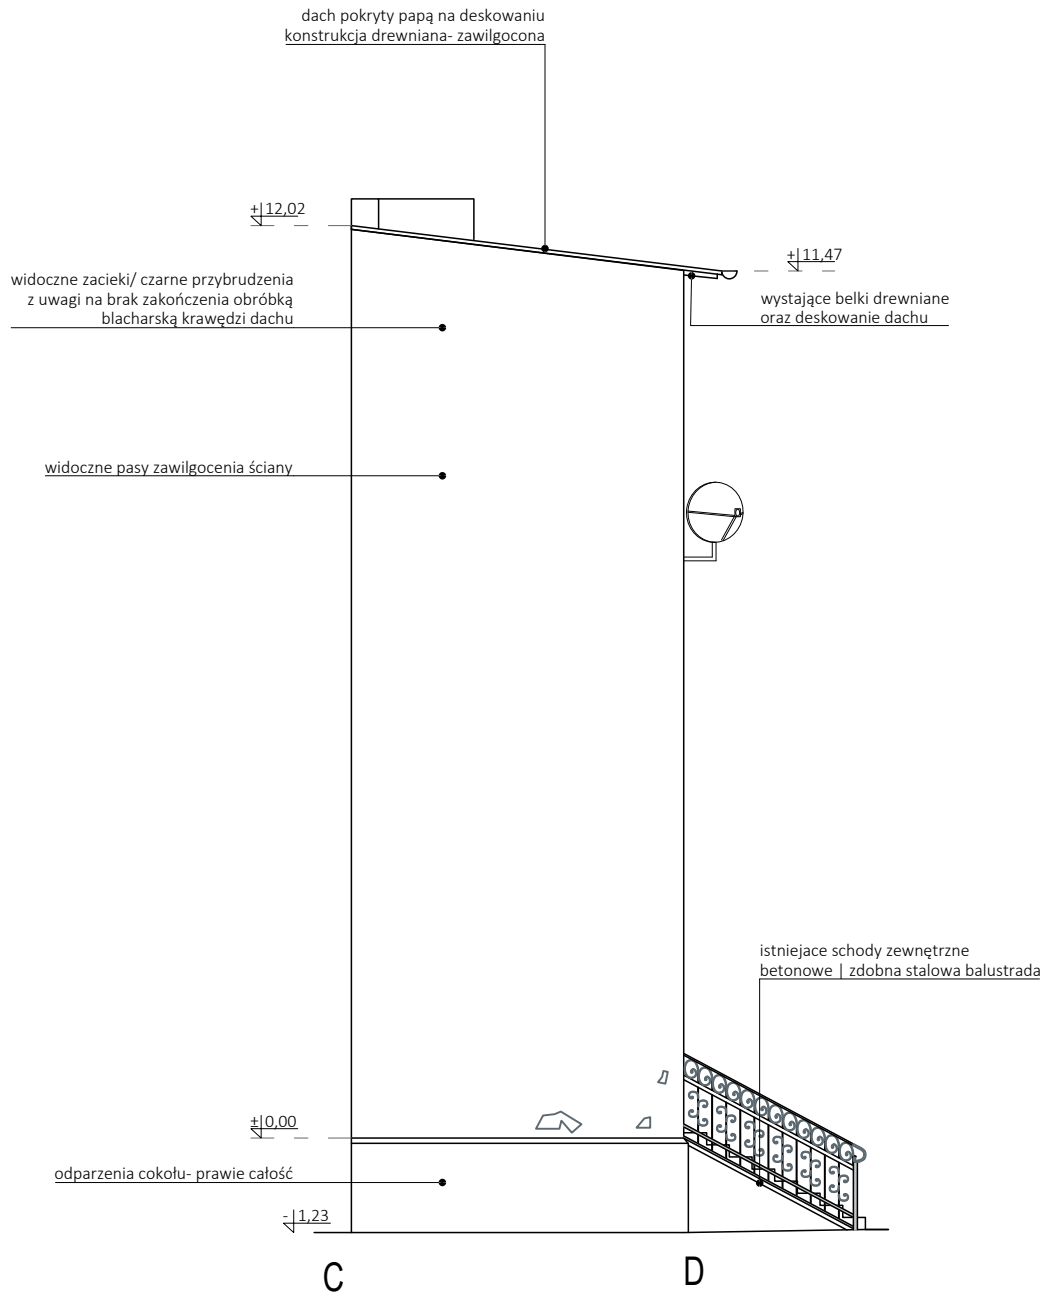 dach pokryty papą na deskowaniu
konstrukcja drewniana- zawilgocona
+|12,02
+|11,47
widoczne zacieki/ czarne przybrudzenia
z uwagi na brak zakończenia obróbką
blacharską krawędzi dachu
wystające belki drewniane
oraz deskowanie dachu
widoczne pasy zawilgocenia ściany
istniejace schody zewnętrzne
betonowe | zdobna stalowa balustrada
±|0,00
odparzenia cokołu- prawie całość
-|1,23
C
D